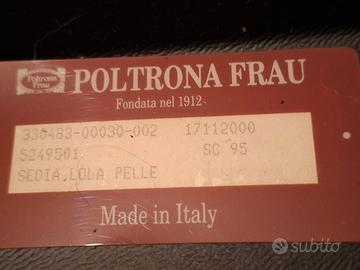 Poltrona
Frau
POLTRONA FRAU
Fondata nel 1912
330483-00030-002 17112000
5249501 SC 95
SEDIA LOLA PELLE
Made in Italy
subito